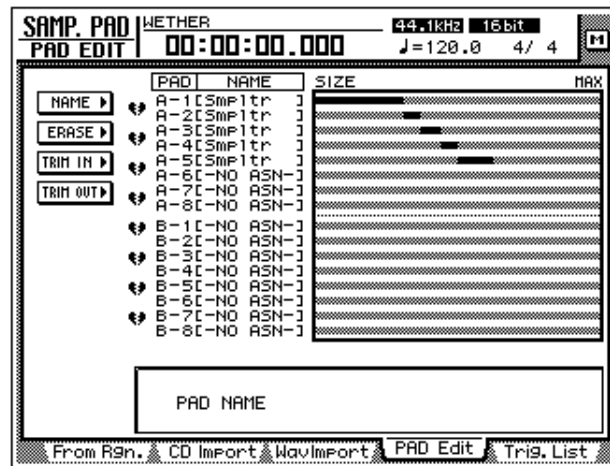 SAMP. PAD WETHER 44.1kHz 16bit
PAD EDIT 00:00:00.000 ♩=120.0 4/ 4 M
PAD NAME SIZE MAX
NAME
ERASE
TRIM IN
TRIM OUT
A-1[Smpltr ]
A-2[Smpltr ]
A-3[Smpltr ]
A-4[Smpltr ]
A-5[Smpltr ]
A-6[-NO ASN-]
A-7[-NO ASN-]
A-8[-NO ASN-]
B-1[-NO ASN-]
B-2[-NO ASN-]
B-3[-NO ASN-]
B-4[-NO ASN-]
B-5[-NO ASN-]
B-6[-NO ASN-]
B-7[-NO ASN-]
B-8[-NO ASN-]
PAD NAME
From Rgn. CD Import WavImport PAD Edit Trig. List